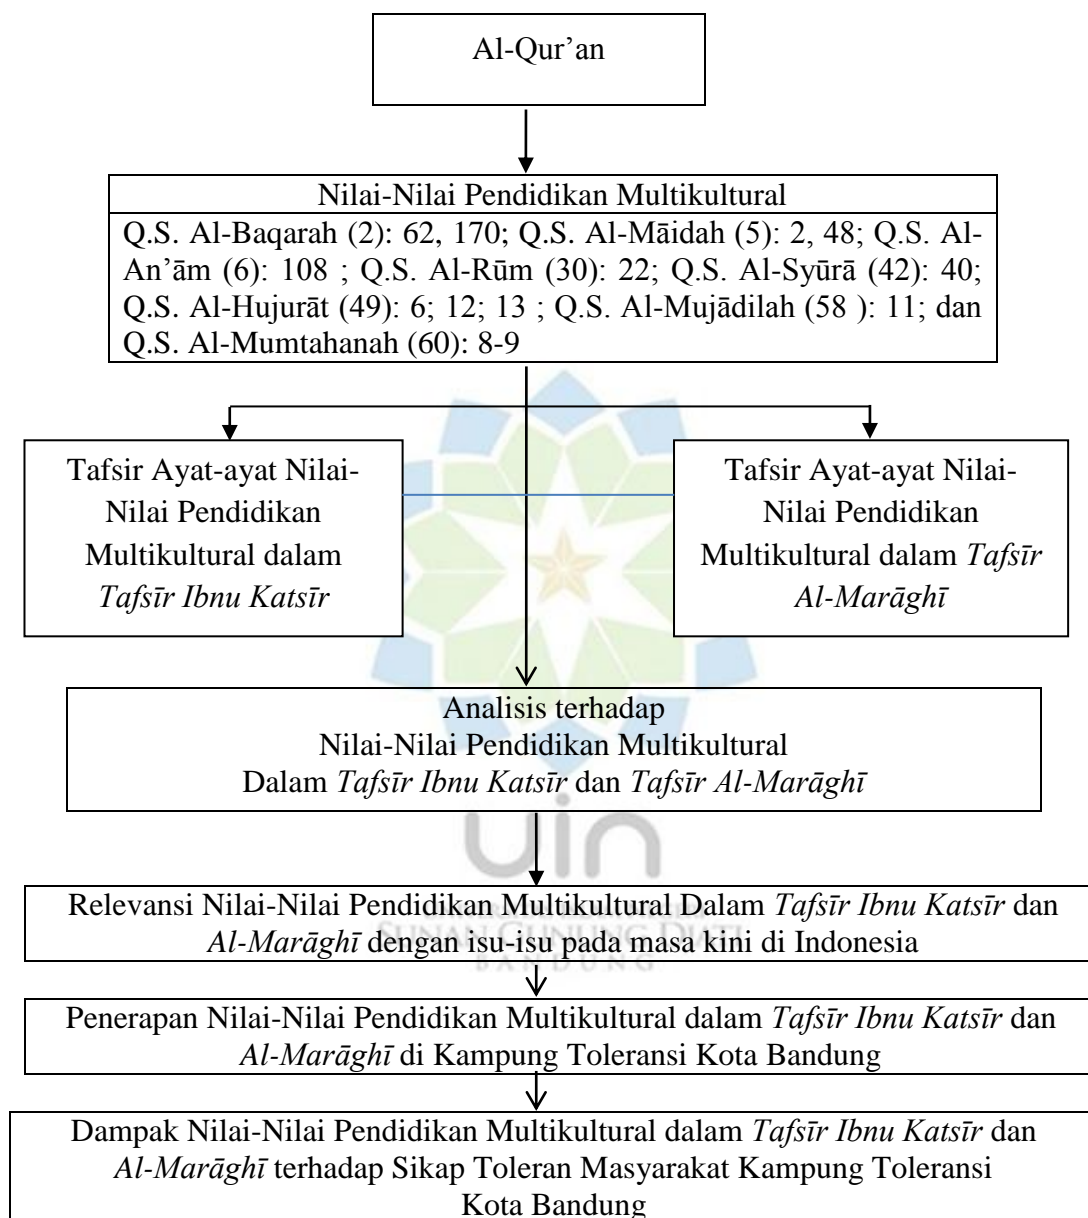 Al-Qur’an
Nilai-Nilai Pendidikan Multikultural
Q.S. Al-Baqarah (2): 62, 170; Q.S. Al-Māidah (5): 2, 48; Q.S. Al-
An’ām (6): 108 ; Q.S. Al-Rūm (30): 22; Q.S. Al-Syūrā (42): 40;
Q.S. Al-Hujurāt (49): 6; 12; 13 ; Q.S. Al-Mujādilah (58 ): 11; dan
Q.S. Al-Mumtahanah (60): 8-9
Tafsir Ayat-ayat Nilai-
Nilai Pendidikan
Multikultural dalam
Tafsīr Ibnu Katsīr
Tafsir Ayat-ayat Nilai-
Nilai Pendidikan
Multikultural dalam Tafsīr
Al-Marāghī
Analisis terhadap
Nilai-Nilai Pendidikan Multikultural
Dalam Tafsīr Ibnu Katsīr dan Tafsīr Al-Marāghī
uin
Relevansi Nilai-Nilai Pendidikan Multikultural Dalam Tafsīr Ibnu Katsīr dan
Al-Marāghī dengan isu-isu pada masa kini di Indonesia
SUNAN GUNUNG DJATI
BANDUNG
Penerapan Nilai-Nilai Pendidikan Multikultural dalam Tafsīr Ibnu Katsīr dan
Al-Marāghī di Kampung Toleransi Kota Bandung
Dampak Nilai-Nilai Pendidikan Multikultural dalam Tafsīr Ibnu Katsīr dan
Al-Marāghī terhadap Sikap Toleran Masyarakat Kampung Toleransi
Kota Bandung